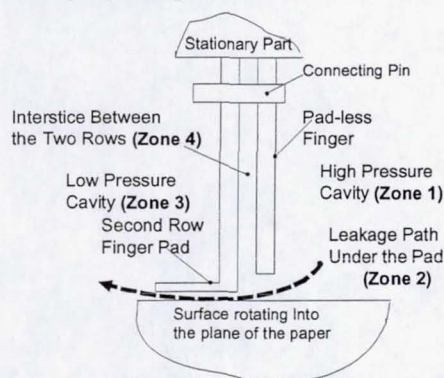 Stationary Part
Connecting Pin
Interstice Between
the Two Rows (Zone 4)
Pad-less
Finger
High Pressure
Cavity (Zone 1)
Low Pressure
Cavity (Zone 3)
Second Row
Finger Pad
Leakage Path
Under the Pad
(Zone 2)
Surface rotating Into
the plane of the paper